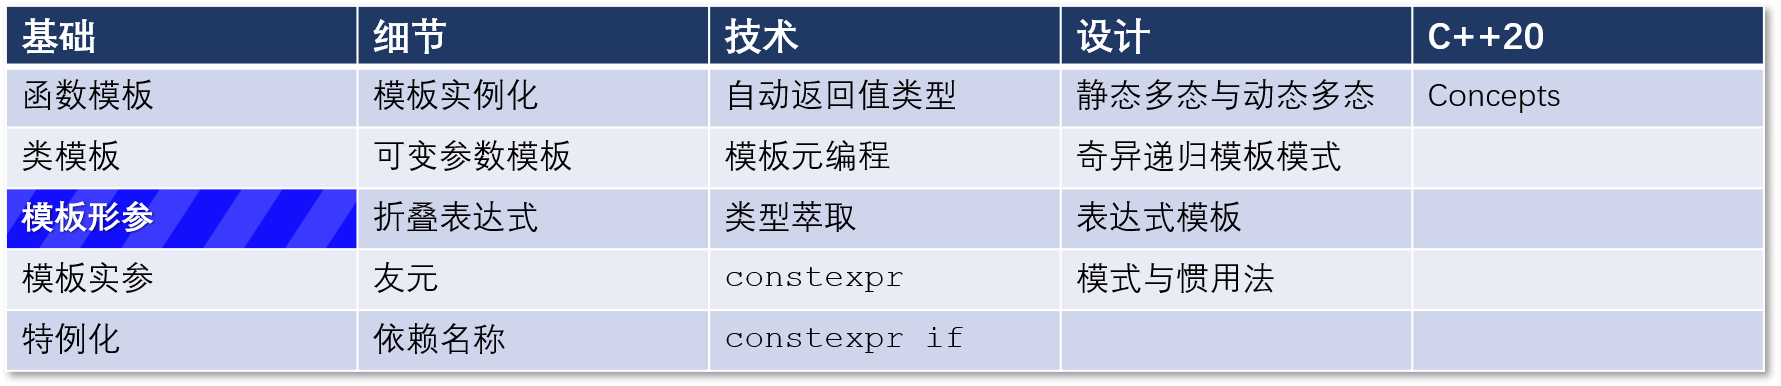 基础 细节 技术 设计 C++20
函数模板 模板实例化 自动返回值类型 静态多态与动态多态 Concepts
类模板 可变参数模板 模板元编程 奇异递归模板模式
模板形参 折叠表达式 类型萃取 表达式模板
模板实参 友元 constexpr 模式与惯用法
特例化 依赖名称 constexpr if